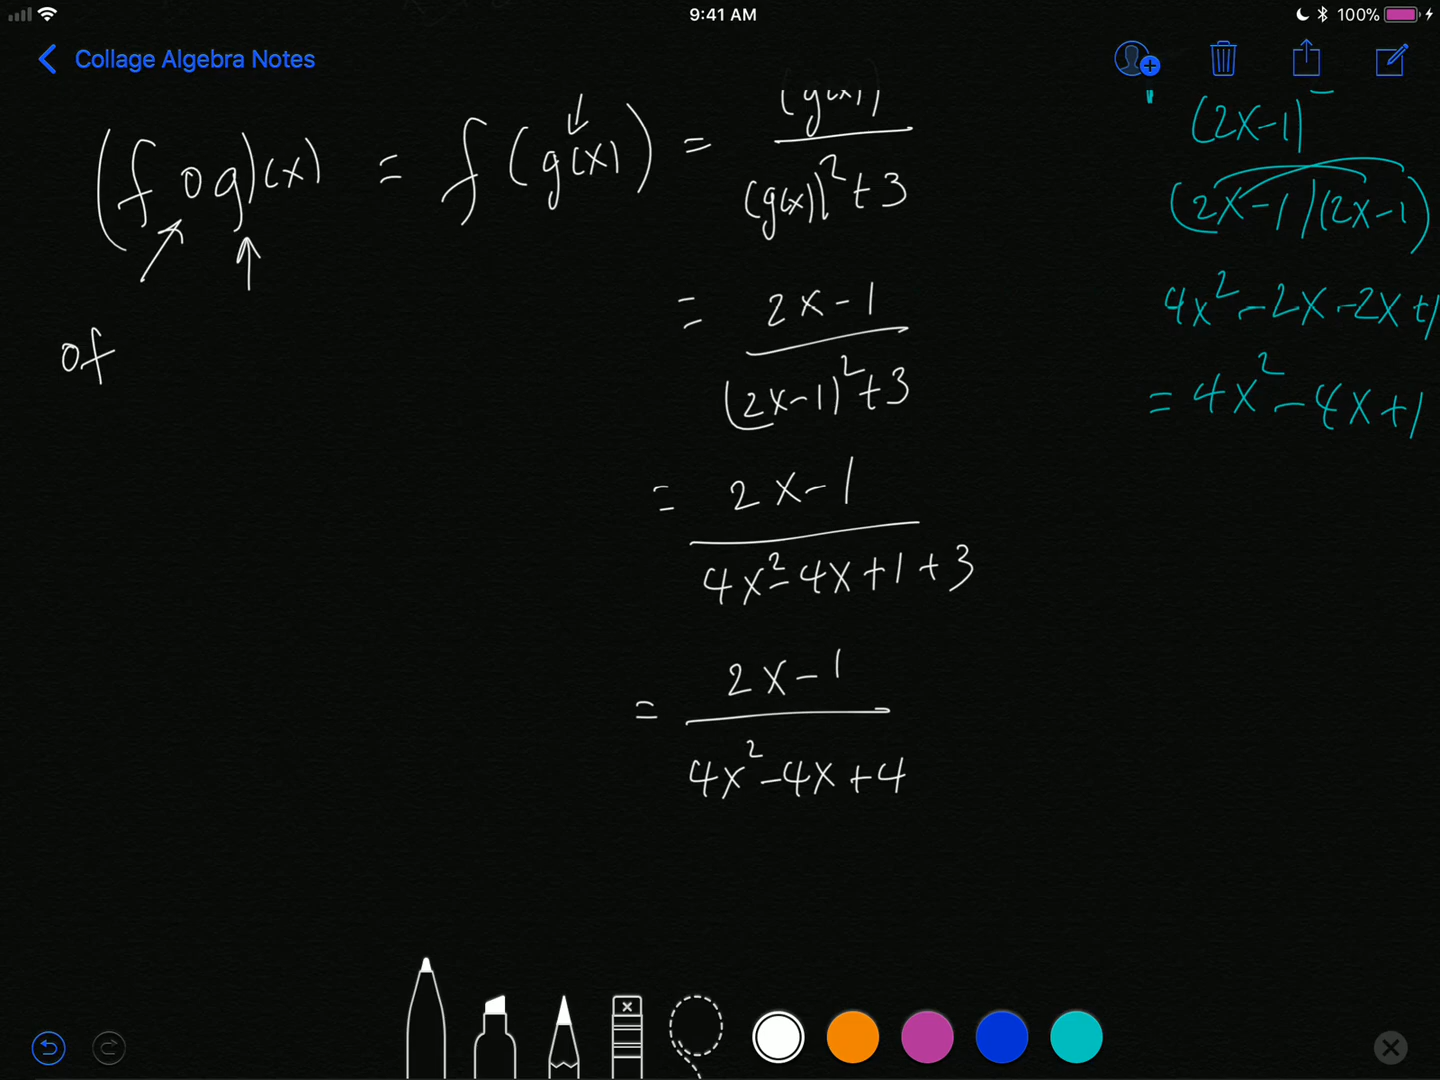 9:41 AM
100%
Collage Algebra Notes
(f o g)(x) = f(g(x)) = (g(x)) / (g(x))² + 3
= 2x - 1 / (2x - 1)² + 3
= 2x - 1 / 4x² - 4x + 1 + 3
= 2x - 1 / 4x² - 4x + 4
of
(2x - 1)
(2x - 1)(2x - 1)
4x² - 2x - 2x + 1
= 4x² - 4x + 1